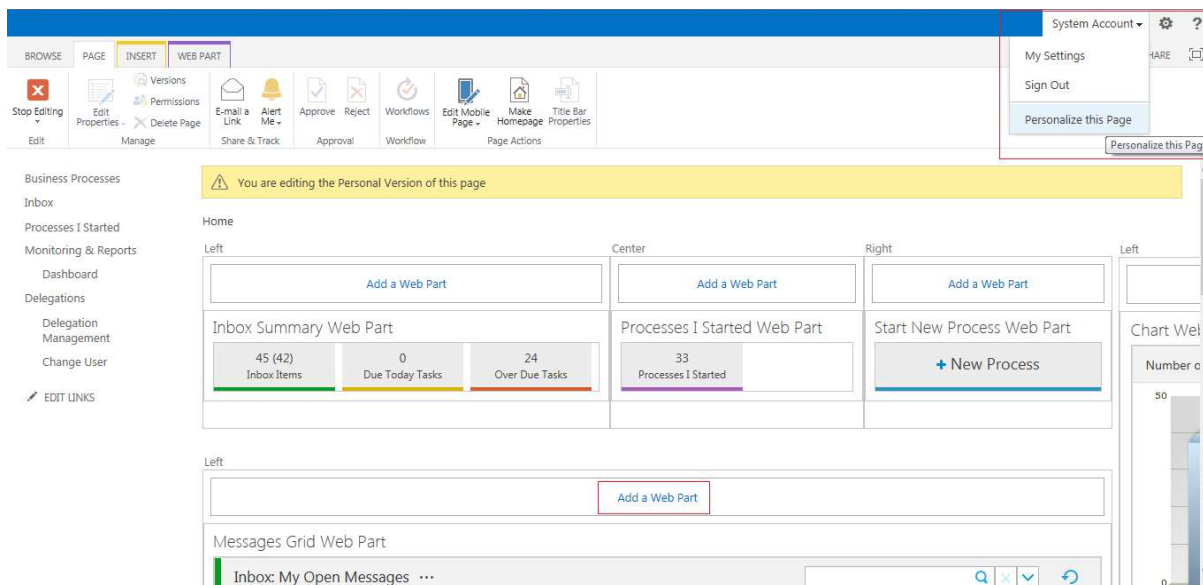 System Account
?
BROWSE PAGE INSERT WEB PART
My Settings
Sign Out
Personalize this Page
Personalize this Pag
HARE
Stop Editing
Edit Properties
Versions
Permissions
Delete Page
E-mail a Link
Alert Me
Approve
Reject
Workflows
Edit Mobile Page
Make Homepage
Title Bar Properties
Edit Manage Share & Track Approval Workflow Page Actions
Business Processes
Inbox
Processes I Started
Monitoring & Reports
Dashboard
Delegations
Delegation
Management
Change User
EDIT LINKS
You are editing the Personal Version of this page
Home
Left Center Right Left
Add a Web Part Add a Web Part Add a Web Part
Inbox Summary Web Part
45 (42) 0 24
Inbox Items Due Today Tasks Over Due Tasks
Processes I Started Web Part
33
Processes I Started
Start New Process Web Part
+ New Process
Chart Wel
Number o
50
0
Left
Add a Web Part
Messages Grid Web Part
Inbox: My Open Messages ...